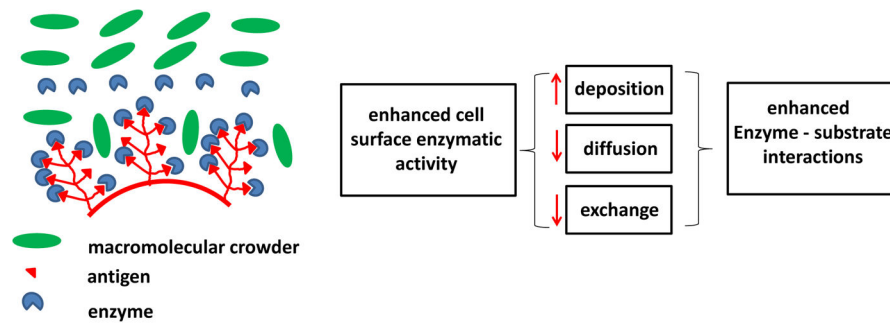 macromolecular crowder
antigen
enzyme
enhanced cell
surface enzymatic
activity
deposition
diffusion
exchange
enhanced
Enzyme - substrate
interactions